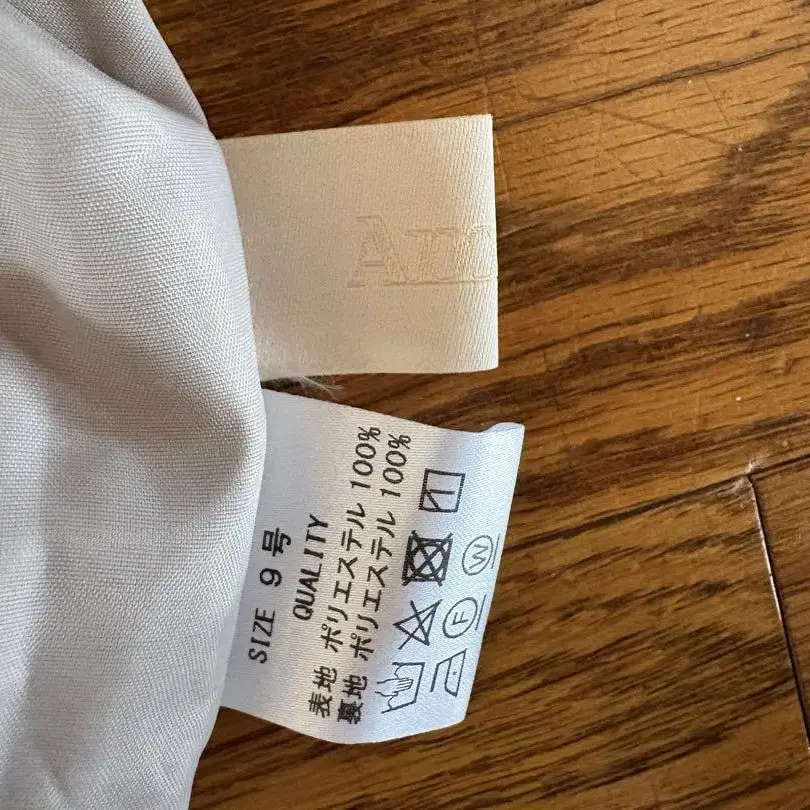 SIZE 9号
QUALITY
表地 ポリエステル 100%
裏地 ポリエステル 100%
F W